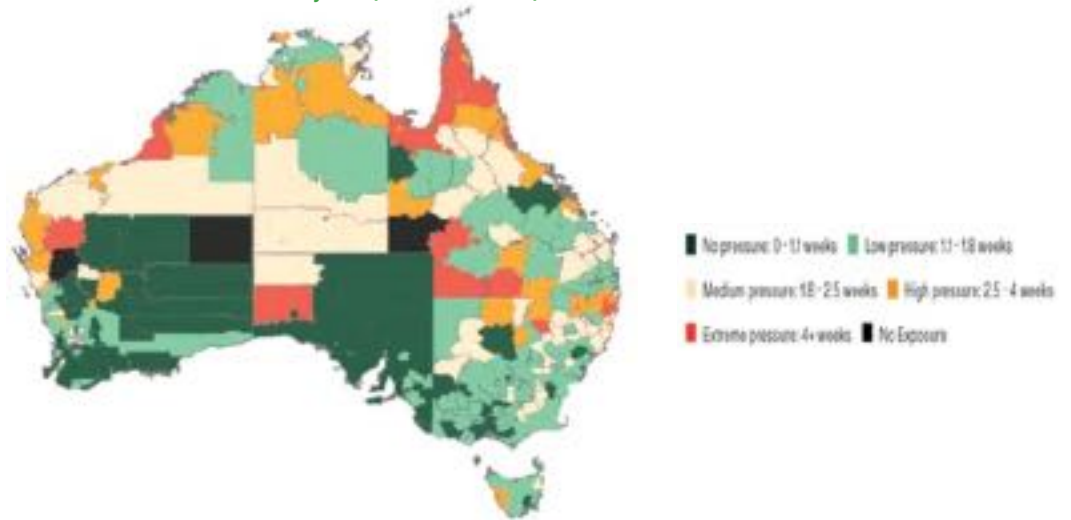 No pressure: 0 - 1.1 weeks Low pressure: 1.1 - 1.8 weeks
Medium pressure: 1.8 - 2.5 weeks High pressure: 2.5 - 4 weeks
Extreme pressure: 4+ weeks No Exposure